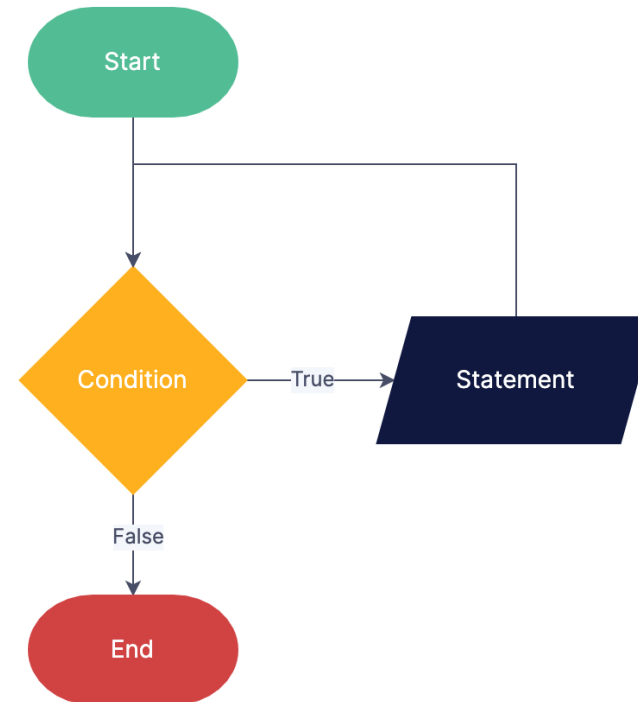 Start
Condition
True
Statement
False
End